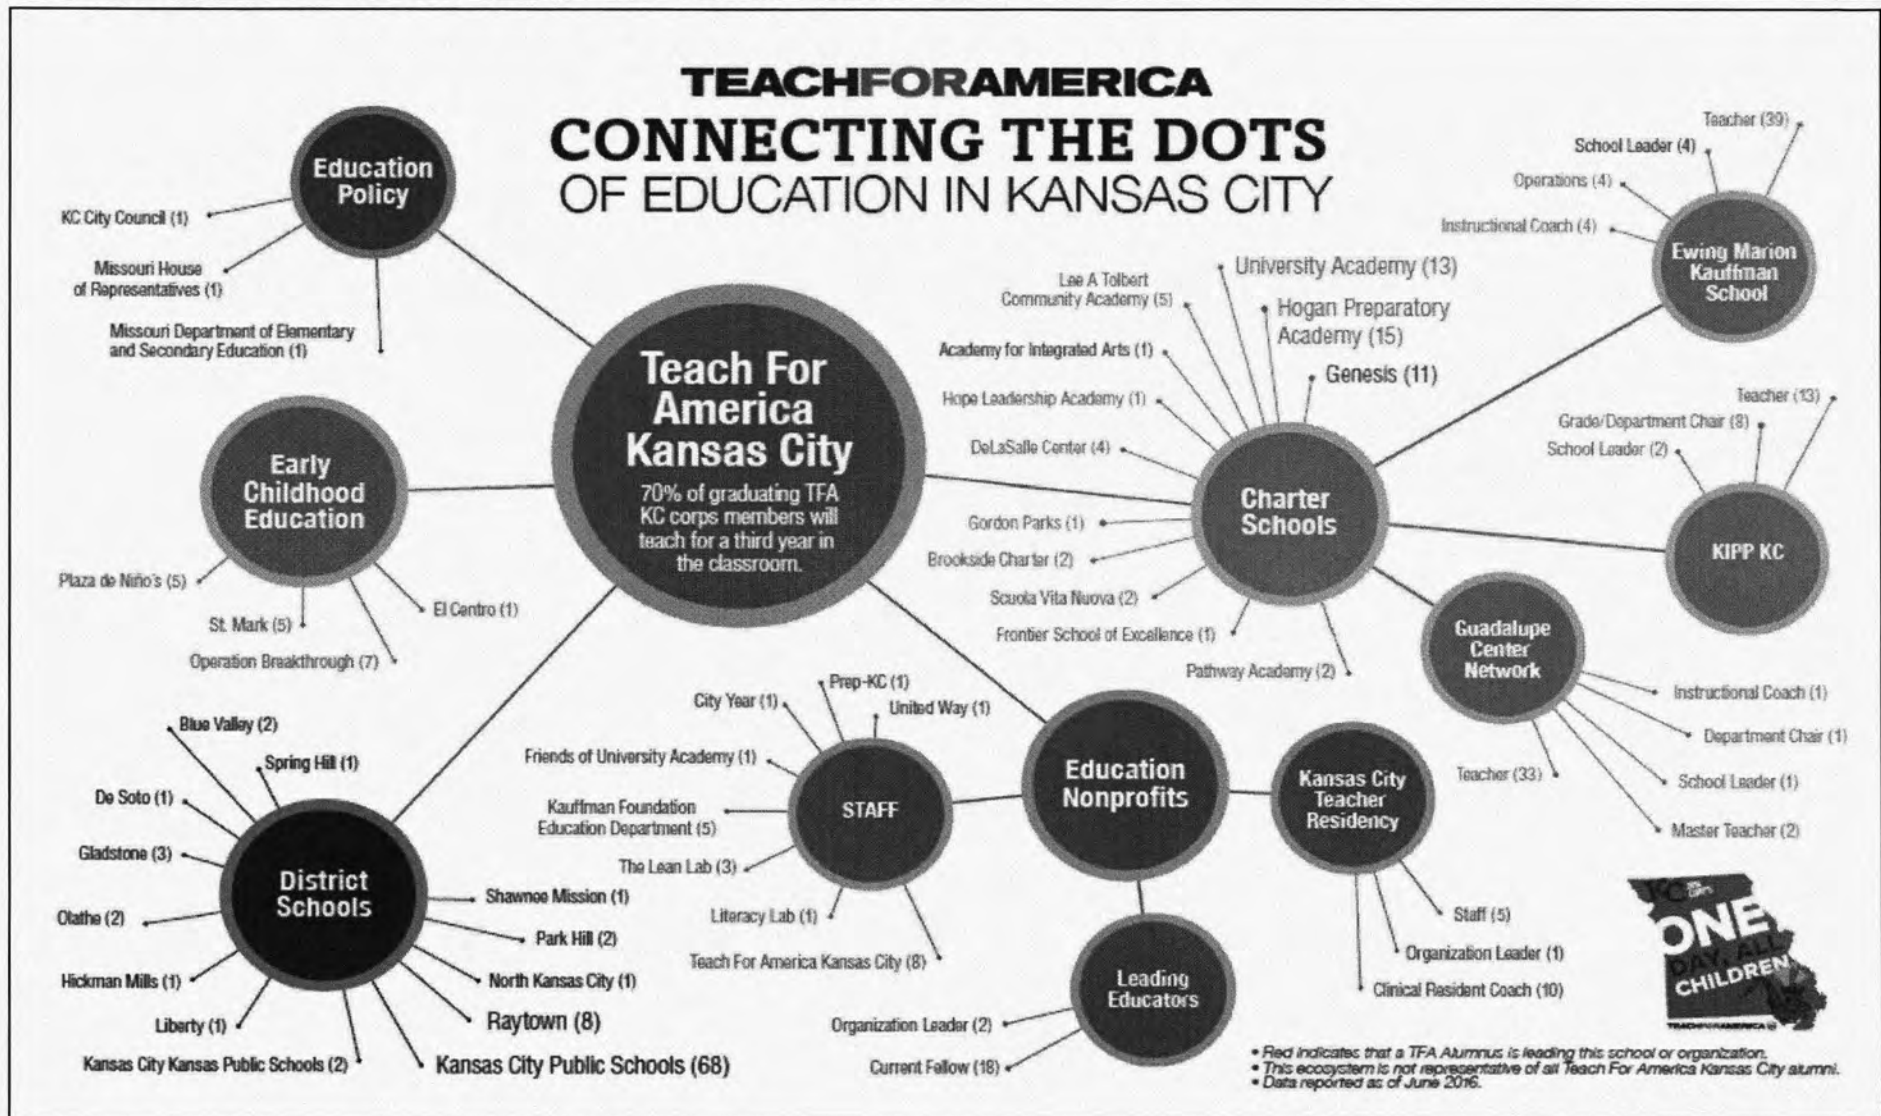 TEACHFORAMERICA
CONNECTING THE DOTS
OF EDUCATION IN KANSAS CITY
Education
Policy
KC City Council (1)
Missouri House
of Representatives (1)
Missouri Department of Elementary
and Secondary Education (1)
Teach For
America
Kansas City
70% of graduating TFA
KC corps members will
teach for a third year in
the classroom.
Early
Childhood
Education
Plaza de Niño's (5)
St. Mark (5)
Operation Breakthrough (7)
El Centro (1)
District
Schools
Blue Valley (2)
Spring Hill (1)
De Soto (1)
Gladstone (3)
Olathe (2)
Hickman Mills (1)
Liberty (1)
Kansas City Kansas Public Schools (2)
Shawnee Mission (1)
Park Hill (2)
North Kansas City (1)
Raytown (8)
Kansas City Public Schools (68)
STAFF
Prep-KC (1)
City Year (1)
United Way (1)
Friends of University Academy (1)
Kauffman Foundation
Education Department (5)
The Lean Lab (3)
Literacy Lab (1)
Teach For America Kansas City (8)
Education
Nonprofits
Leading
Educators
Organization Leader (2)
Current Fellow (18)
Kansas City
Teacher
Residency
Staff (5)
Organization Leader (1)
Clinical Resident Coach (10)
Charter
Schools
University Academy (13)
Lee A Tolbert
Community Academy (5)
Hogan Preparatory
Academy (15)
Academy for Integrated Arts (1)
Genesis (11)
Hope Leadership Academy (1)
DeLaSalle Center (4)
Gordon Parks (1)
Brookside Charter (2)
Scuola Vita Nuova (2)
Frontier School of Excellence (1)
Pathway Academy (2)
Ewing Marion
Kauffman
School
Teacher (39)
School Leader (4)
Operations (4)
Instructional Coach (4)
KIPP KC
Teacher (13)
Grade/Department Chair (8)
School Leader (2)
Guadalupe
Center
Network
Instructional Coach (1)
Department Chair (1)
School Leader (1)
Master Teacher (2)
Teacher (33)
KC
ONE
DAY, ALL
CHILDREN
TEACHFORAMERICA
• Red indicates that a TFA Alumnus is leading this school or organization.
• This ecosystem is not representative of all Teach For America Kansas City alumni.
• Data reported as of June 2016.